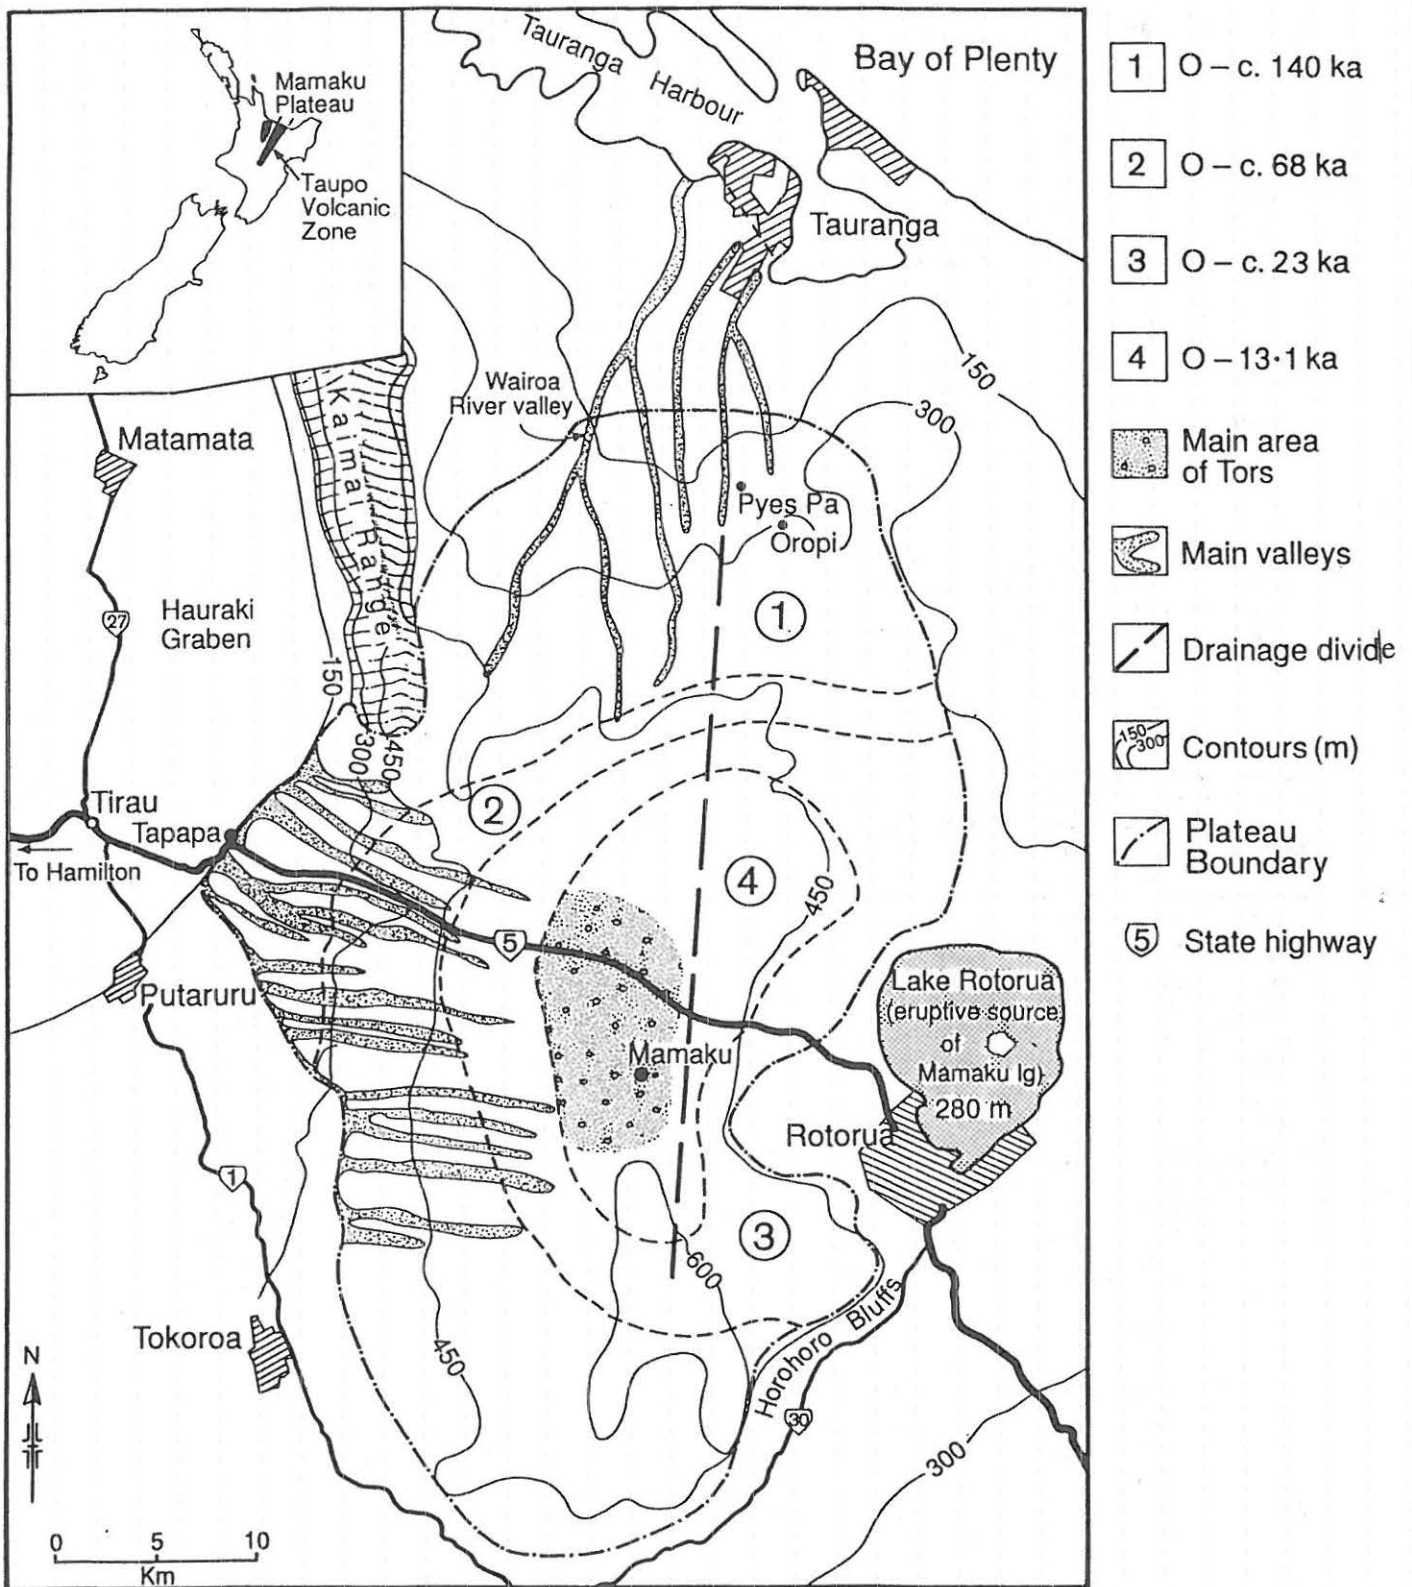 Mamaku
Plateau
Taupo
Volcanic
Zone
Tauranga
Harbour
Bay of Plenty
Tauranga
150
300
Wairoa
River valley
Kaimai Range
Matamata
Pyes Pa
Oropi
27
Hauraki
Graben
1
150
300
450
2
Tirau
Tapapa
To Hamilton
4
450
5
Putaruru
Lake Rotorua
(eruptive source
of
Mamaku Ig)
280 m
Mamaku
Rotorua
1
3
600
Horohoro Bluffs
Tokoroa
450
30
300
N
0 5 10
Km
1 O – c. 140 ka
2 O – c. 68 ka
3 O – c. 23 ka
4 O – 13·1 ka
Main area
of Tors
Main valleys
Drainage divide
150
300
Contours (m)
Plateau
Boundary
5 State highway